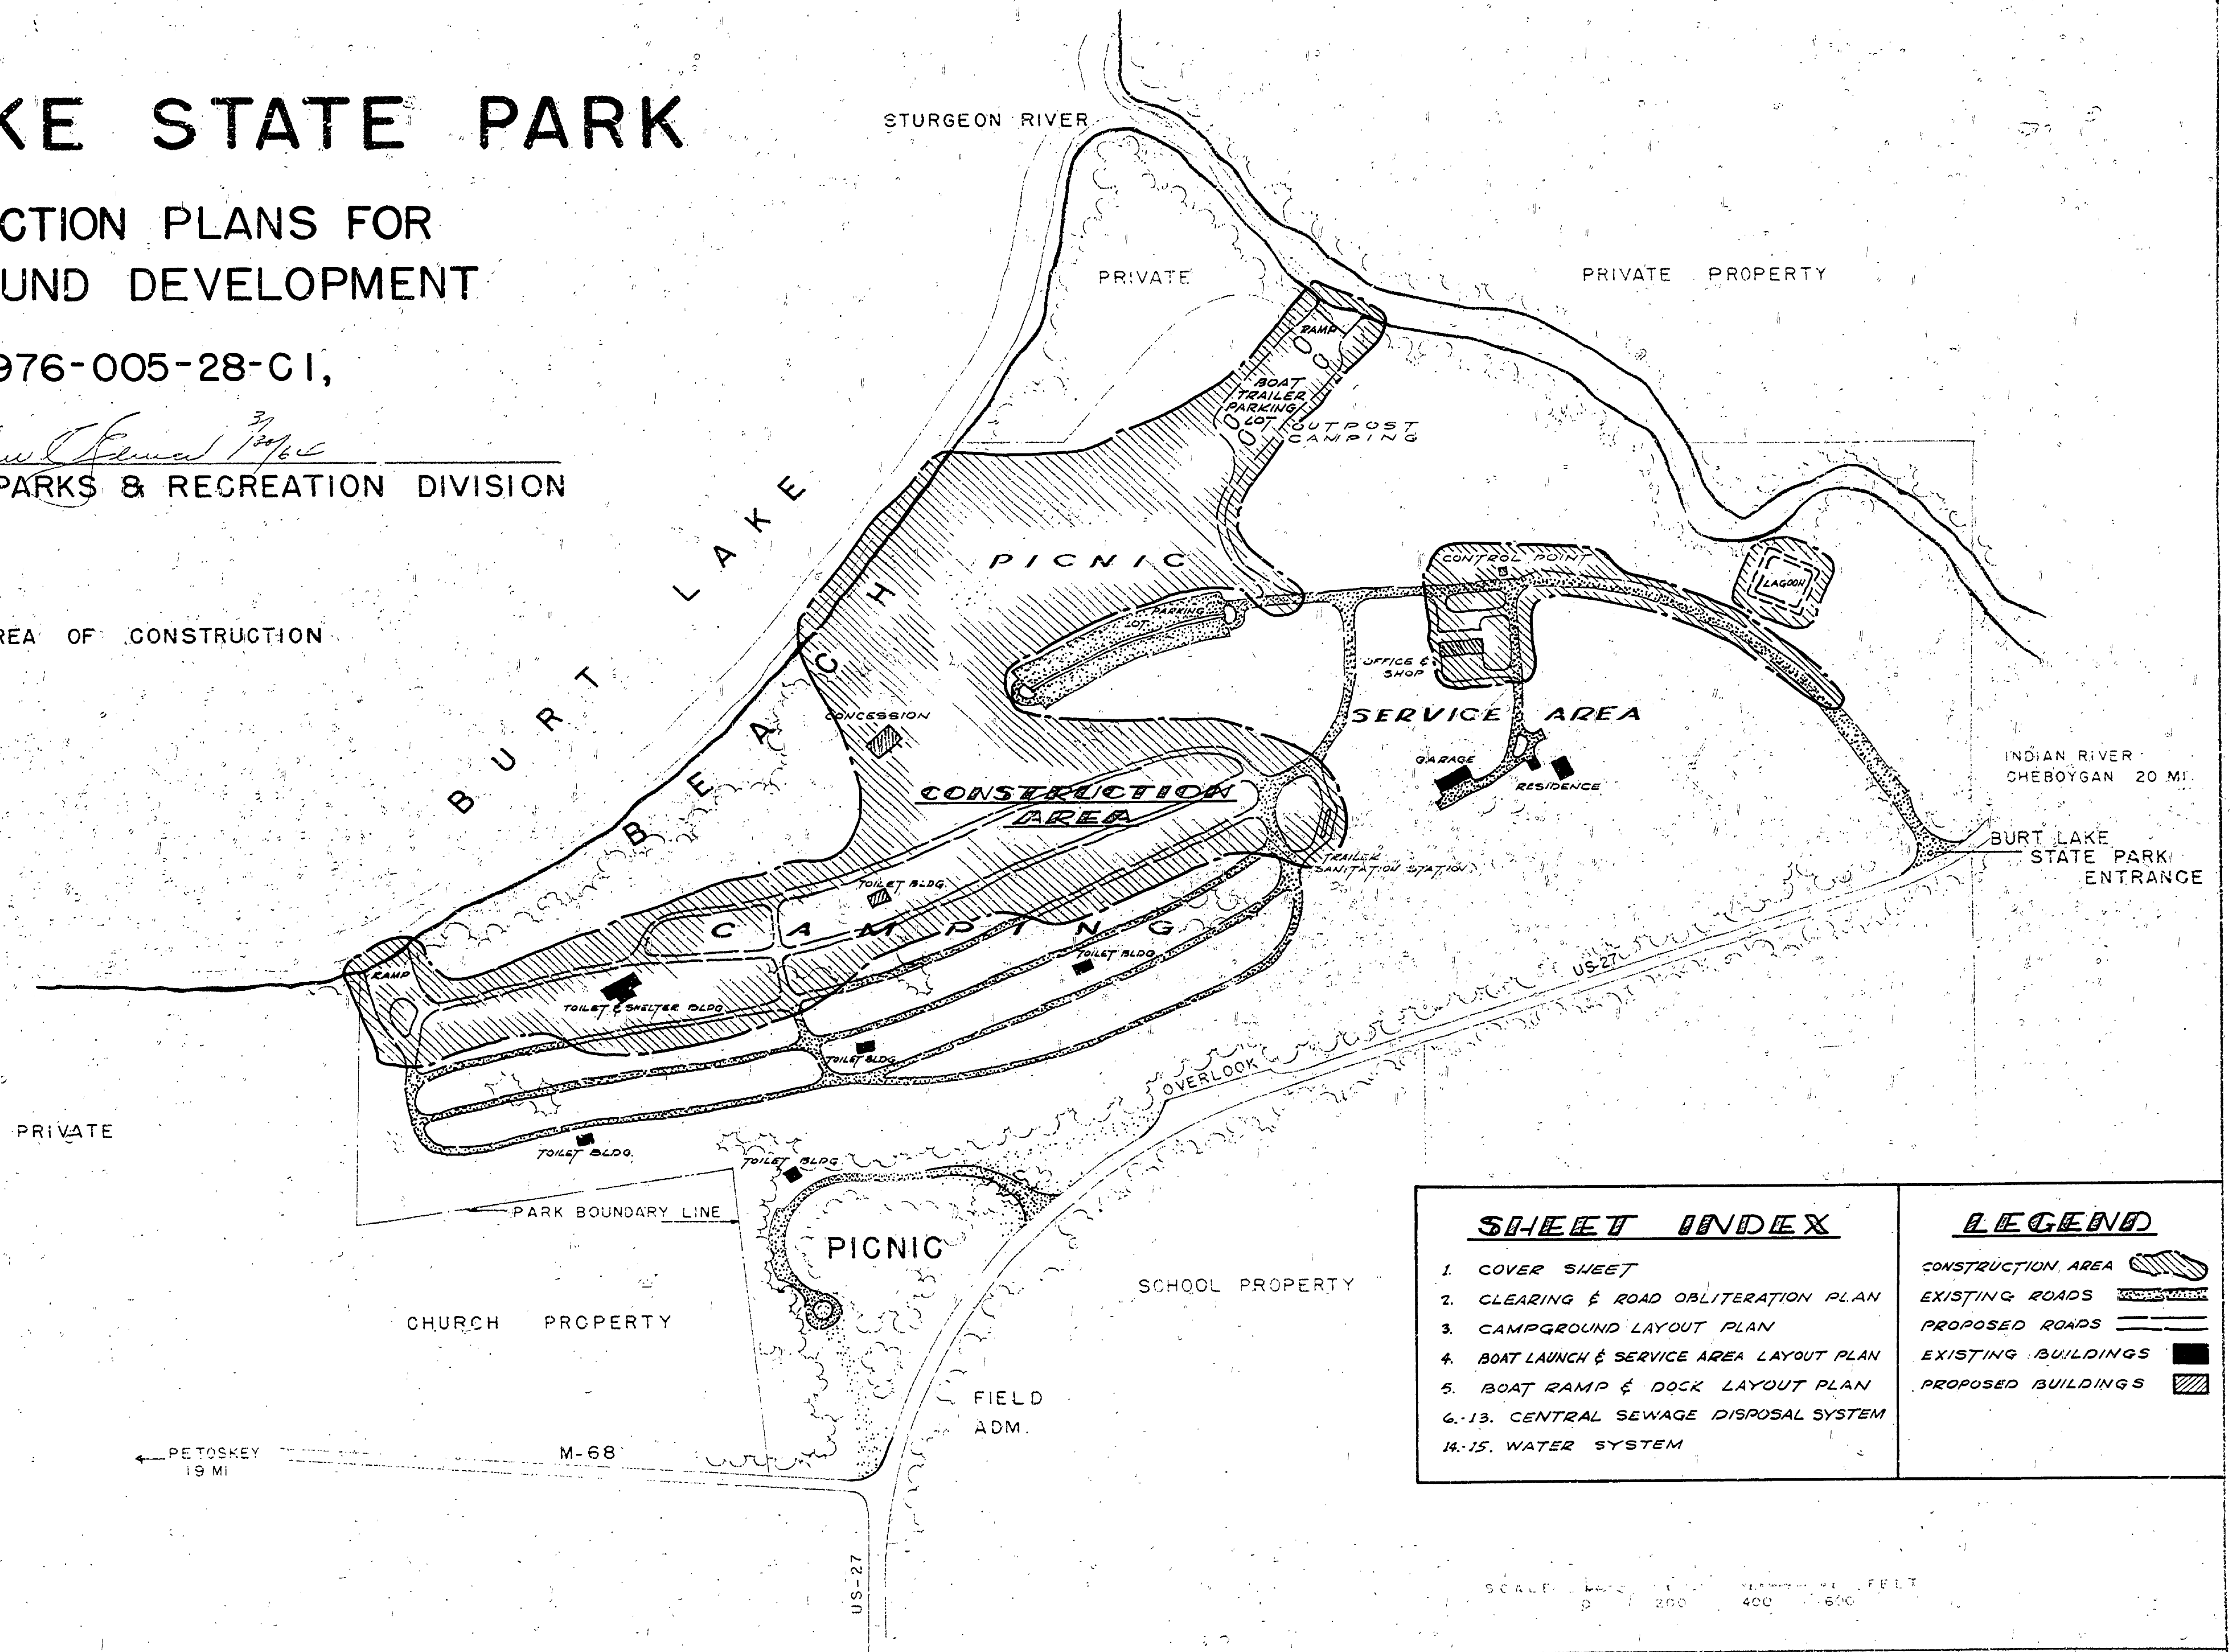 KE STATE PARK
CTION PLANS FOR
UND DEVELOPMENT
976-005-28-C1,
3/30/64
PARKS & RECREATION DIVISION
REA OF CONSTRUCTION
STURGEON RIVER
PRIVATE
PRIVATE PROPERTY
RAMP
BOAT
TRAILER
PARKING
LOT
OUTPOST
CAMPING
BURT LAKE
BEACH
PICNIC
PARKING
LOT
CONTROL POINT
LAGOON
OFFICE &
SHOP
SERVICE AREA
CONCESSION
GARAGE
RESIDENCE
CONSTRUCTION
AREA
INDIAN RIVER
CHEBOYGAN 20 MI.
BURT LAKE
STATE PARK
ENTRANCE
TRAILER
SANITATION STATION
TOILET BLDG.
CAMPING
TOILET BLDG.
RAMP
TOILET & SHELTER BLDG.
US-27
TOILET BLDG.
OVERLOOK
PRIVATE
TOILET BLDG.
TOILET BLDG.
PARK BOUNDARY LINE
PICNIC
SCHOOL PROPERTY
CHURCH PROPERTY
FIELD
ADM.
PETOSKEY
19 MI
M-68
US-27
SHEET INDEX
1. COVER SHEET
2. CLEARING & ROAD OBLITERATION PLAN
3. CAMPGROUND LAYOUT PLAN
4. BOAT LAUNCH & SERVICE AREA LAYOUT PLAN
5. BOAT RAMP & DOCK LAYOUT PLAN
6.-13. CENTRAL SEWAGE DISPOSAL SYSTEM
14.-15. WATER SYSTEM
LEGEND
CONSTRUCTION AREA
EXISTING ROADS
PROPOSED ROADS
EXISTING BUILDINGS
PROPOSED BUILDINGS
SCALE FEET
0 200 400 600